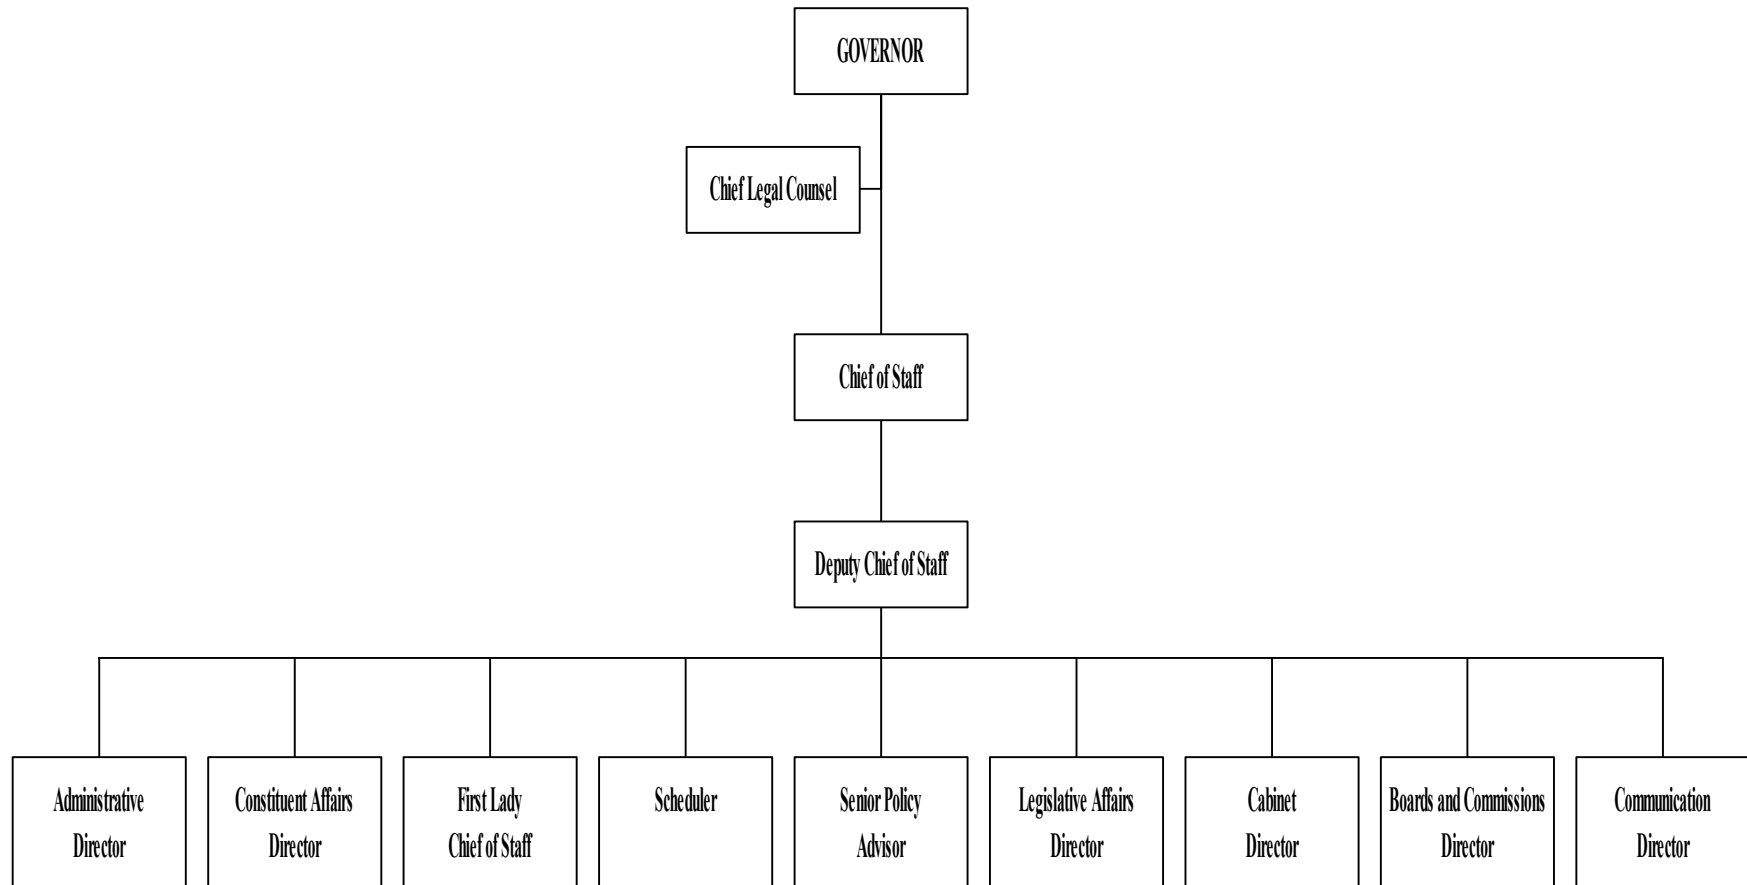 GOVERNOR
Chief Legal Counsel
Chief of Staff
Deputy Chief of Staff
Administrative
Director
Constituent Affairs
Director
First Lady
Chief of Staff
Scheduler
Senior Policy
Advisor
Legislative Affairs
Director
Cabinet
Director
Boards and Commissions
Director
Communication
Director